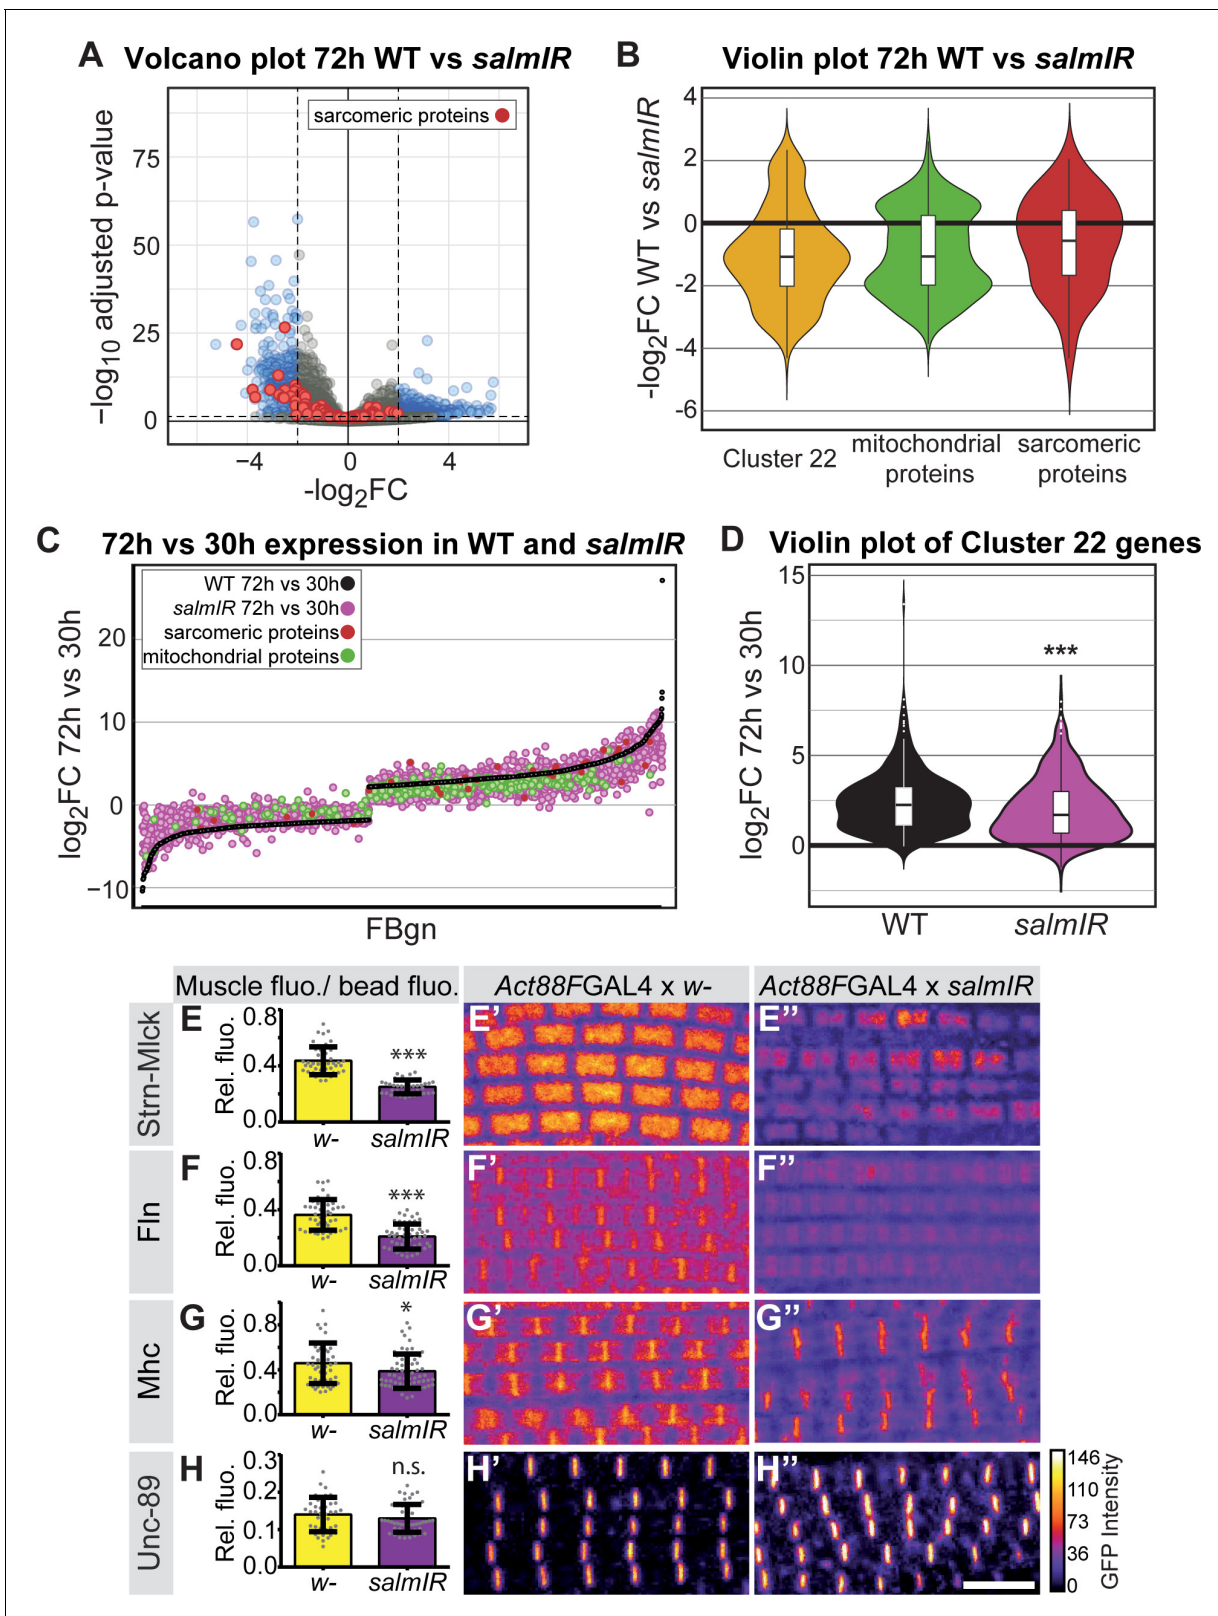 A Volcano plot 72h WT vs salmIR
sarcomeric proteins
−log10 adjusted p-value
75
50
25
0
−4
0
4
-log2FC
B Violin plot 72h WT vs salmIR
-log2FC WT vs salmIR
4
2
0
-2
-4
-6
Cluster 22
mitochondrial
proteins
sarcomeric
proteins
C 72h vs 30h expression in WT and salmIR
WT 72h vs 30h
salmIR 72h vs 30h
sarcomeric proteins
mitochondrial proteins
log2FC 72h vs 30h
20
10
0
−10
FBgn
D Violin plot of Cluster 22 genes
log2FC 72h vs 30h
15
10
5
0
***
WT
salmIR
Muscle fluo./ bead fluo.
Act88FGAL4 x w-
Act88FGAL4 x salmIR
Strn-Mlck
E
Rel. fluo.
0.8
0.4
0.0
***
w-
salmIR
E'
E''
Fln
F
Rel. fluo.
0.8
0.4
0.0
***
w-
salmIR
F'
F''
Mhc
G
Rel. fluo.
0.8
0.4
0.0
*
w-
salmIR
G'
G''
Unc-89
H
Rel. fluo.
0.3
0.2
0.1
0.0
n.s.
w-
salmIR
H'
H''
146
110
73
36
0
GFP Intensity